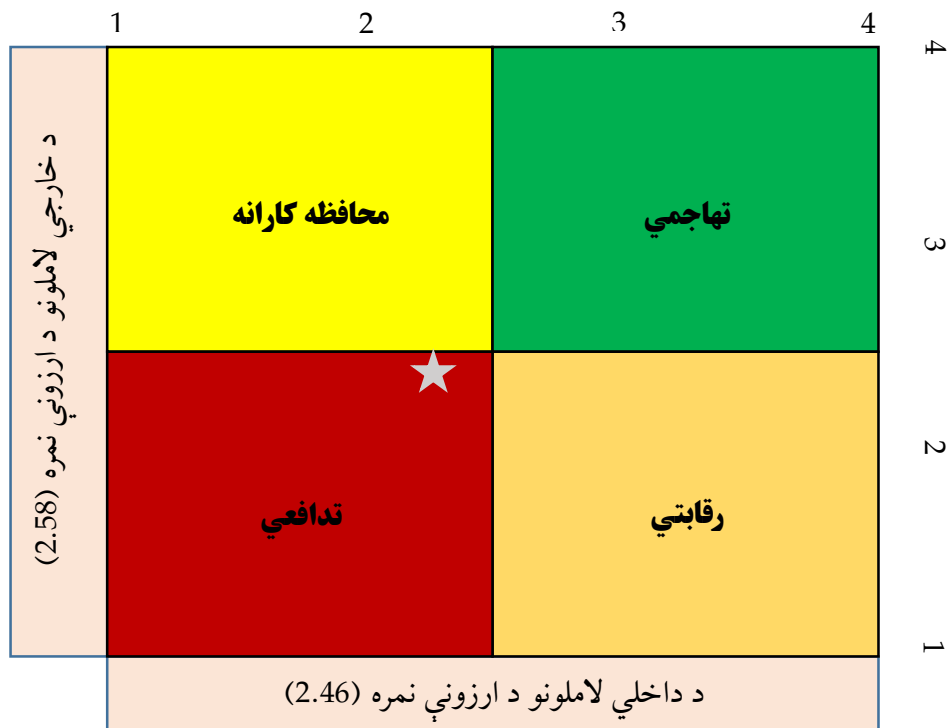 1 2 3 4
4
3
2
1
د خارجي لاملونو د ارزونې نمره (2.58)
محافظه کارانه
تهاجمي
تدافعي
رقابتي
د داخلي لاملونو د ارزونې نمره (2.46)